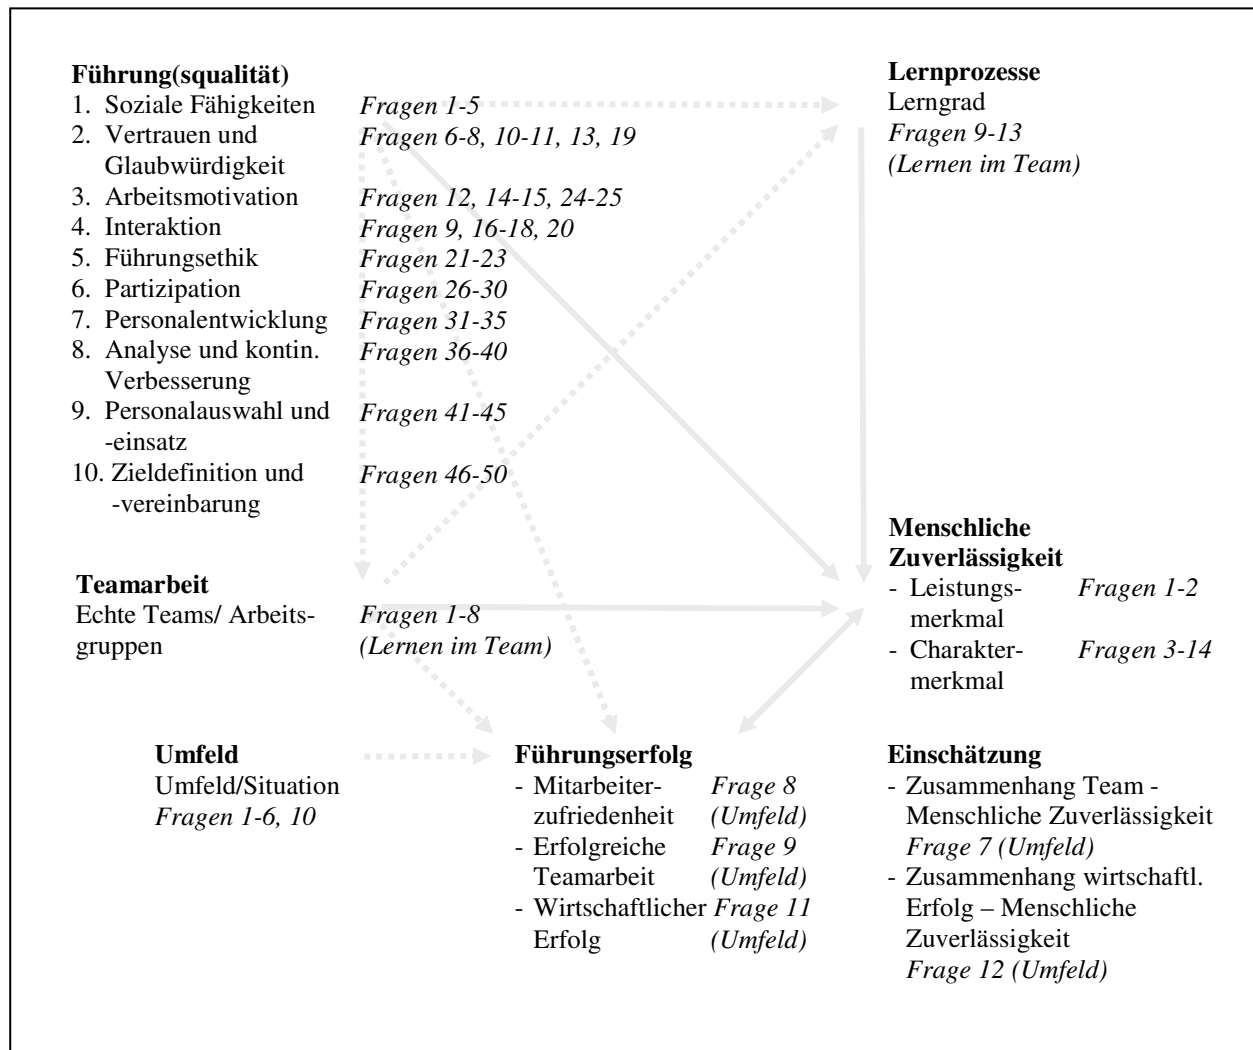 Führung(squalität)
1. Soziale Fähigkeiten Fragen 1-5
2. Vertrauen und Fragen 6-8, 10-11, 13, 19
Glaubwürdigkeit
3. Arbeitsmotivation Fragen 12, 14-15, 24-25
4. Interaktion Fragen 9, 16-18, 20
5. Führungsethik Fragen 21-23
6. Partizipation Fragen 26-30
7. Personalentwicklung Fragen 31-35
8. Analyse und kontin. Fragen 36-40
Verbesserung
9. Personalauswahl und Fragen 41-45
-einsatz
10. Zieldefinition und Fragen 46-50
-vereinbarung
Lernprozesse
Lerngrad
Fragen 9-13
(Lernen im Team)
Teamarbeit
Echte Teams/ Arbeits- Fragen 1-8
gruppen (Lernen im Team)
Menschliche
Zuverlässigkeit
- Leistungs- Fragen 1-2
merkmal
- Charakter- Fragen 3-14
merkmal
Umfeld
Umfeld/Situation
Fragen 1-6, 10
Führungserfolg
- Mitarbeiter- Frage 8
zufriedenheit (Umfeld)
- Erfolgreiche Frage 9
Teamarbeit (Umfeld)
- Wirtschaftlicher Frage 11
Erfolg (Umfeld)
Einschätzung
- Zusammenhang Team -
Menschliche Zuverlässigkeit
Frage 7 (Umfeld)
- Zusammenhang wirtschaftl.
Erfolg – Menschliche
Zuverlässigkeit
Frage 12 (Umfeld)